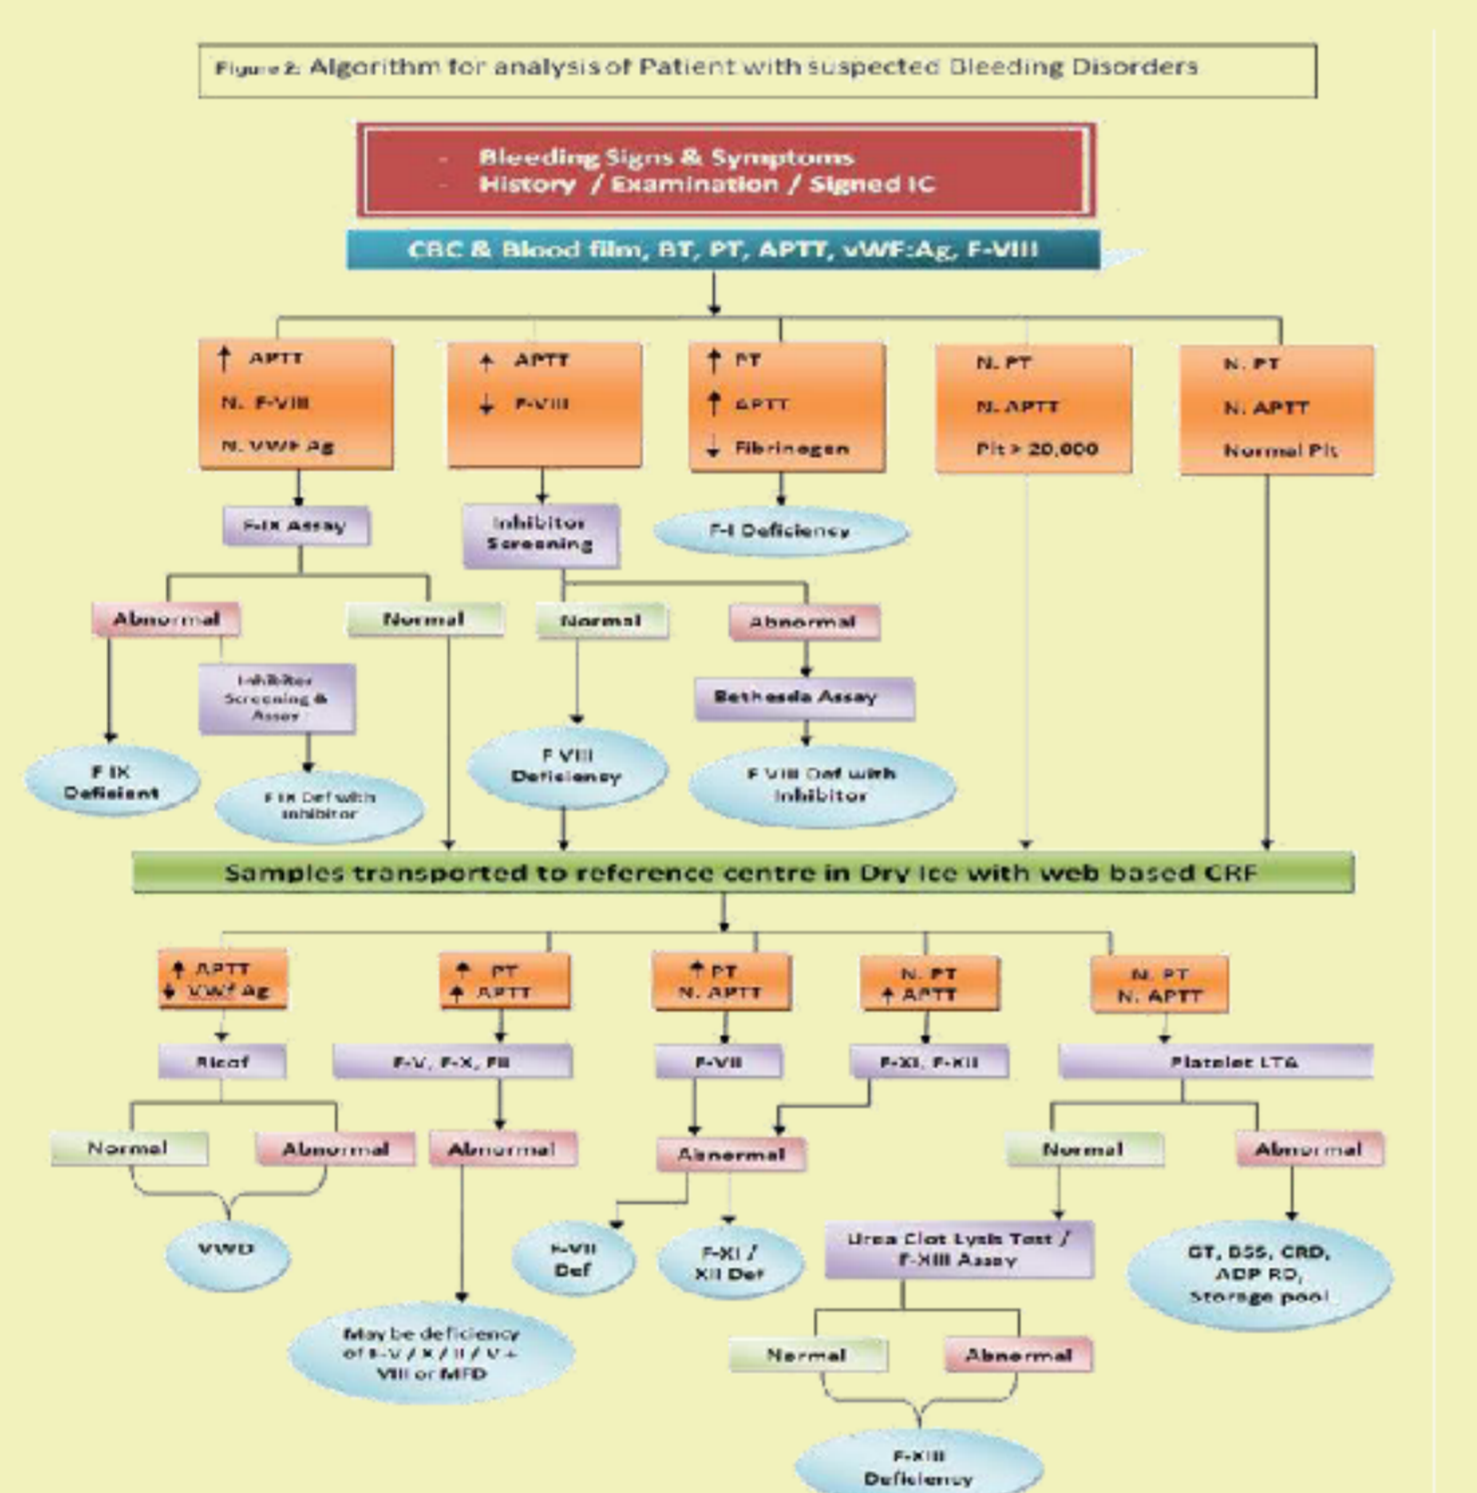 Figure 2: Algorithm for analysis of Patient with suspected Bleeding Disorders
- Bleeding Signs & Symptoms
- History / Examination / Signed IC
CBC & Blood film, BT, PT, APTT, vWF:Ag, F-VIII
↑ APTT
N. F-VIII
N. VWF Ag
↑ APTT
↓ F-VIII
↑ PT
↑ APTT
↓ Fibrinogen
N. PT
N. APTT
Plt > 20,000
N. PT
N. APTT
Normal Plt
F-IX Assay
Inhibitor
Screening
F-I Deficiency
Abnormal
Normal
Normal
Abnormal
Inhibitor
Screening &
Assay
Bethesda Assay
F IX
Deficient
F IX Def with
Inhibitor
F VIII
Deficiency
F VIII Def with
Inhibitor
Samples transported to reference centre in Dry Ice with web based CRF
↑ APTT
↓ VWf Ag
↑ PT
↑ APTT
↑ PT
N. APTT
N. PT
↑ APTT
N. PT
N. APTT
Ricof
F-V, F-X, FII
F-VII
F-XI, F-XII
Platelet LTA
Normal
Abnormal
Abnormal
Abnormal
Normal
Abnormal
VWD
May be deficiency
of F-V / X / II / V +
VIII or MFD
F-VII
Def
F-XI /
XII Def
Urea Clot Lysis Test /
F-XIII Assay
GT, BSS, CRD,
ADP RD,
Storage pool
Normal
Abnormal
F-XIII
Deficiency